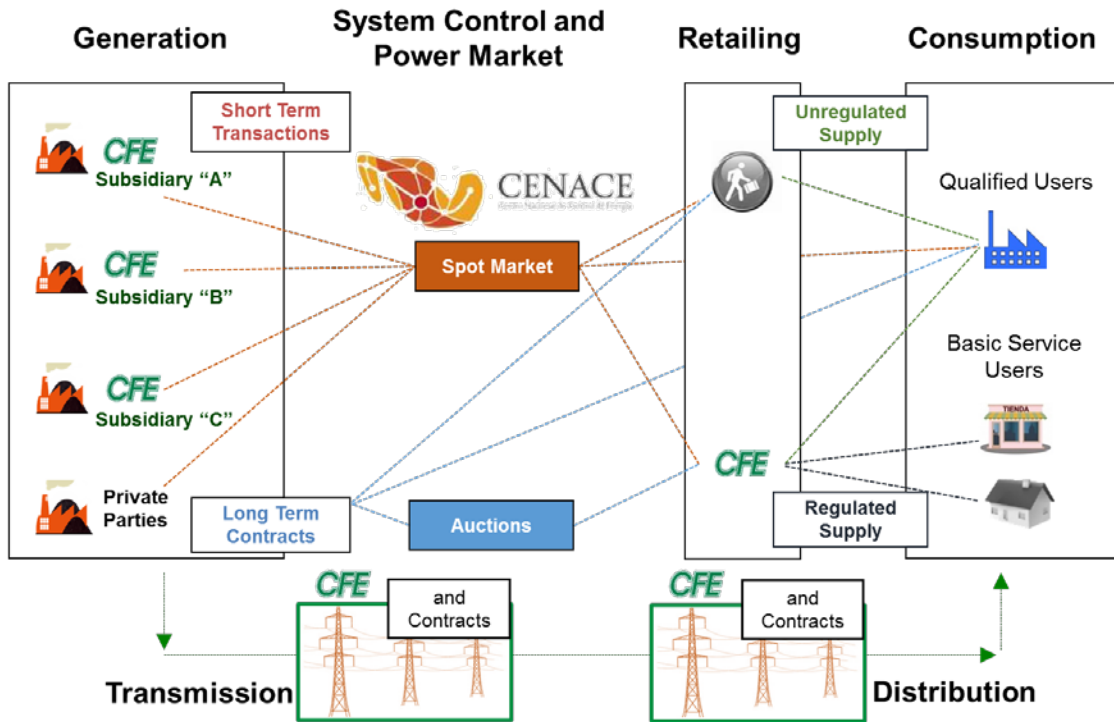 Generation
System Control and
Power Market
Retailing
Consumption
Short Term
Transactions
Unregulated
Supply
CFE
Subsidiary “A”
CENACE
Qualified Users
CFE
Subsidiary “B”
Spot Market
Basic Service
Users
CFE
Subsidiary “C”
TIENDA
CFE
Private
Parties
Long Term
Contracts
Auctions
Regulated
Supply
CFE
and
Contracts
CFE
and
Contracts
Transmission
Distribution